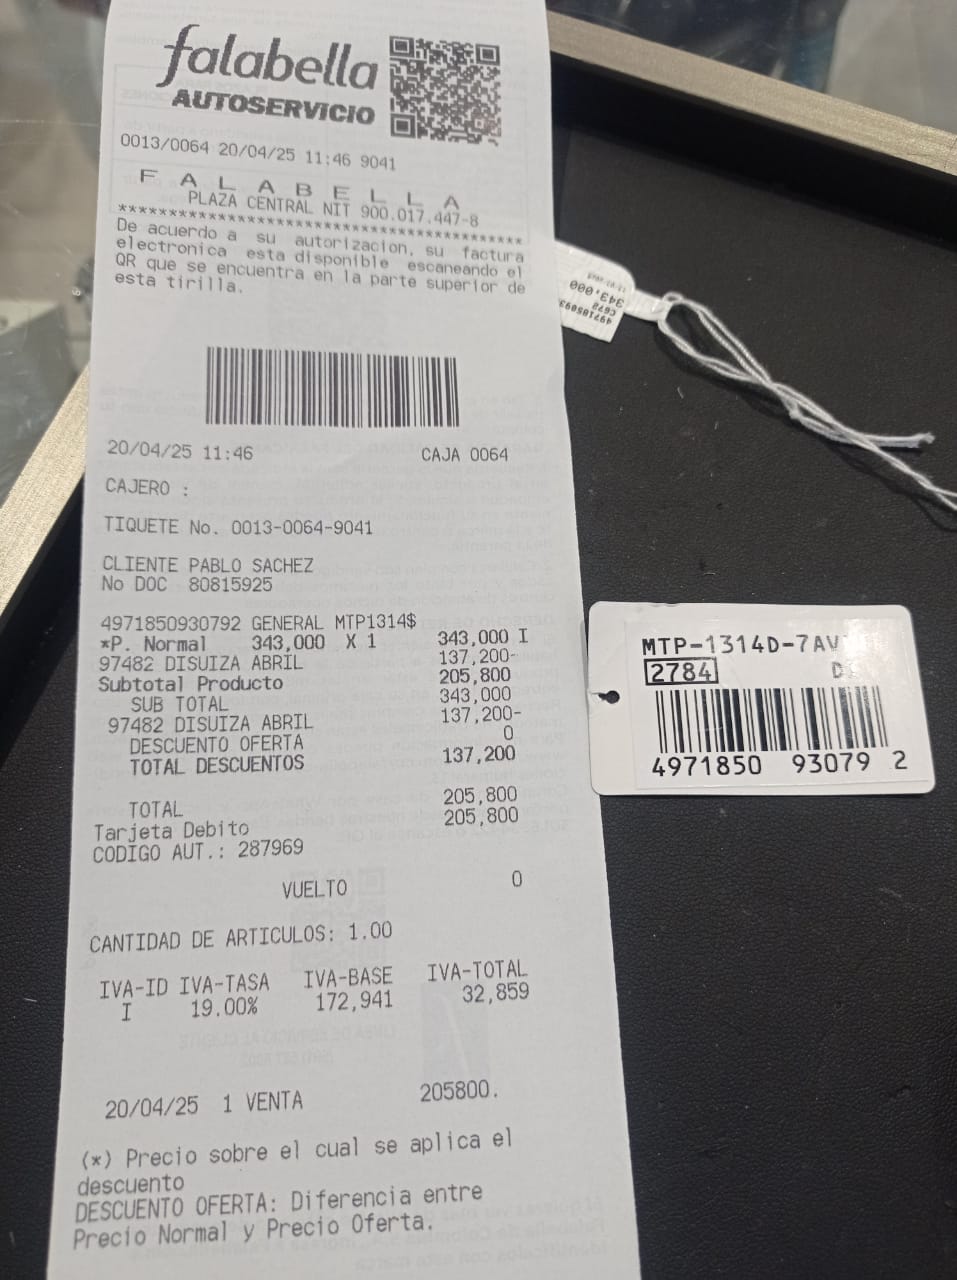 falabella
AUTOSERVICIO
0013/0064 20/04/25 11:46 9041
F A L A B E L L A
PLAZA CENTRAL NIT 900.017.447-8
****************************************
De acuerdo a su autorizacion, su factura
electronica esta disponible escaneando el
QR que se encuentra en la parte superior de
esta tirilla.
20/04/25 11:46 CAJA 0064
CAJERO :
TIQUETE No. 0013-0064-9041
CLIENTE PABLO SACHEZ
No DOC 80815925
4971850930792 GENERAL MTP1314$
*P. Normal 343,000 X 1 343,000 I
97482 DISUIZA ABRIL 137,200-
Subtotal Producto 205,800
SUB TOTAL 343,000
97482 DISUIZA ABRIL 137,200-
DESCUENTO OFERTA 0
TOTAL DESCUENTOS 137,200
TOTAL 205,800
Tarjeta Debito 205,800
CODIGO AUT.: 287969
VUELTO 0
CANTIDAD DE ARTICULOS: 1.00
IVA-ID IVA-TASA IVA-BASE IVA-TOTAL
I 19.00% 172,941 32,859
20/04/25 1 VENTA 205800.
(*) Precio sobre el cual se aplica el
descuento
DESCUENTO OFERTA: Diferencia entre
Precio Normal y Precio Oferta.
343,000
C672
497185093
MTP-1314D-7AV
2784
4971850 93079 2